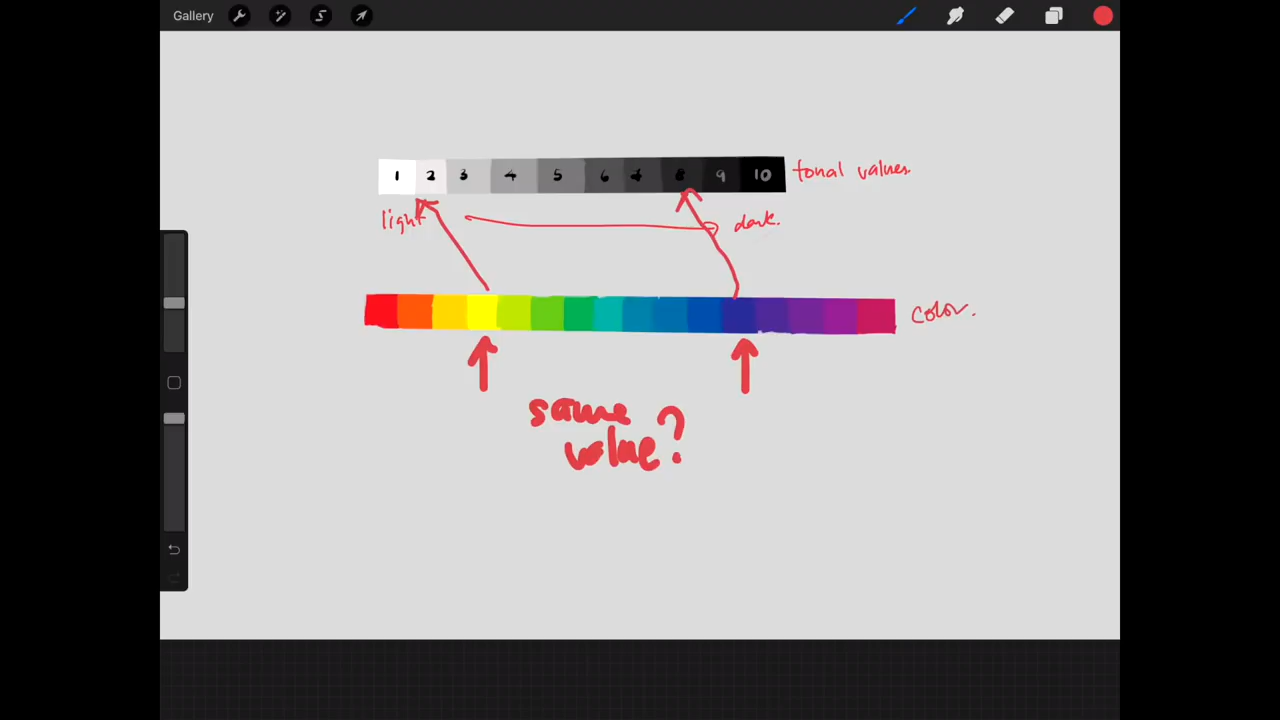 Gallery
1 2 3 4 5 6 7 8 9 10
tonal values.
light
dark.
color.
same
value?